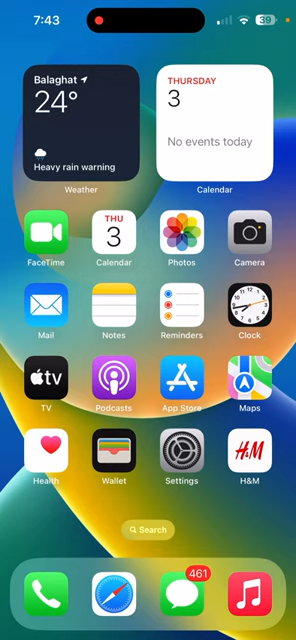 7:43
39
Balaghat
24°
Heavy rain warning
Weather
THURSDAY
3
No events today
Calendar
FaceTime
THU
3
Calendar
Photos
Camera
Mail
Notes
Reminders
Clock
tv
TV
Podcasts
App Store
Maps
Health
Wallet
Settings
H&M
H&M
Search
461